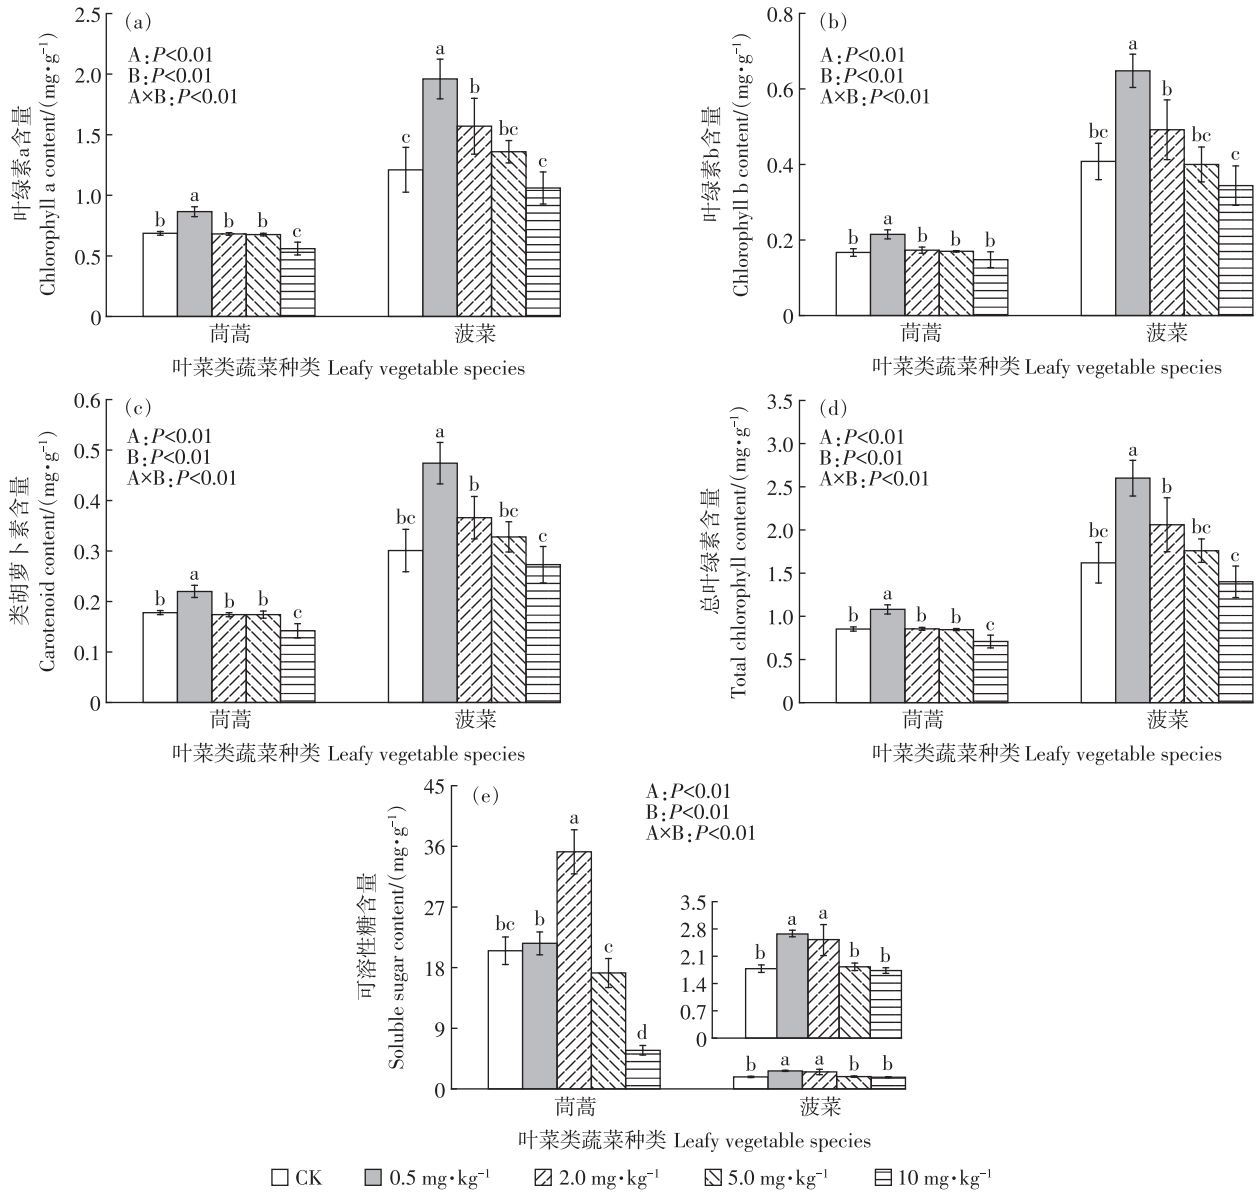 (a)
A:P<0.01
B:P<0.01
A×B:P<0.01
叶绿素a含量
Chlorophyll a content/(mg·g⁻¹)
2.5
2.0
1.5
1.0
0.5
0
b
a
b
b
c
c
a
b
bc
c
茼蒿
菠菜
叶菜类蔬菜种类 Leafy vegetable species
(b)
A:P<0.01
B:P<0.01
A×B:P<0.01
叶绿素b含量
Chlorophyll b content/(mg·g⁻¹)
0.8
0.6
0.4
0.2
0
b
a
b
b
b
bc
a
b
bc
c
茼蒿
菠菜
叶菜类蔬菜种类 Leafy vegetable species
(c)
A:P<0.01
B:P<0.01
A×B:P<0.01
类胡萝卜素含量
Carotenoid content/(mg·g⁻¹)
0.6
0.5
0.4
0.3
0.2
0.1
0
b
a
b
b
c
bc
a
b
bc
c
茼蒿
菠菜
叶菜类蔬菜种类 Leafy vegetable species
(d)
A:P<0.01
B:P<0.01
A×B:P<0.01
总叶绿素含量
Total chlorophyll content/(mg·g⁻¹)
3.5
3.0
2.5
2.0
1.5
1.0
0.5
0
b
a
b
b
c
bc
a
b
bc
c
茼蒿
菠菜
叶菜类蔬菜种类 Leafy vegetable species
(e)
A:P<0.01
B:P<0.01
A×B:P<0.01
可溶性糖含量
Soluble sugar content/(mg·g⁻¹)
45
36
27
18
9
0
bc
b
a
c
d
3.5
2.8
2.1
1.4
0.7
0
b
a
a
b
b
b
a
a
b
b
茼蒿
菠菜
叶菜类蔬菜种类 Leafy vegetable species
CK
0.5 mg·kg⁻¹
2.0 mg·kg⁻¹
5.0 mg·kg⁻¹
10 mg·kg⁻¹